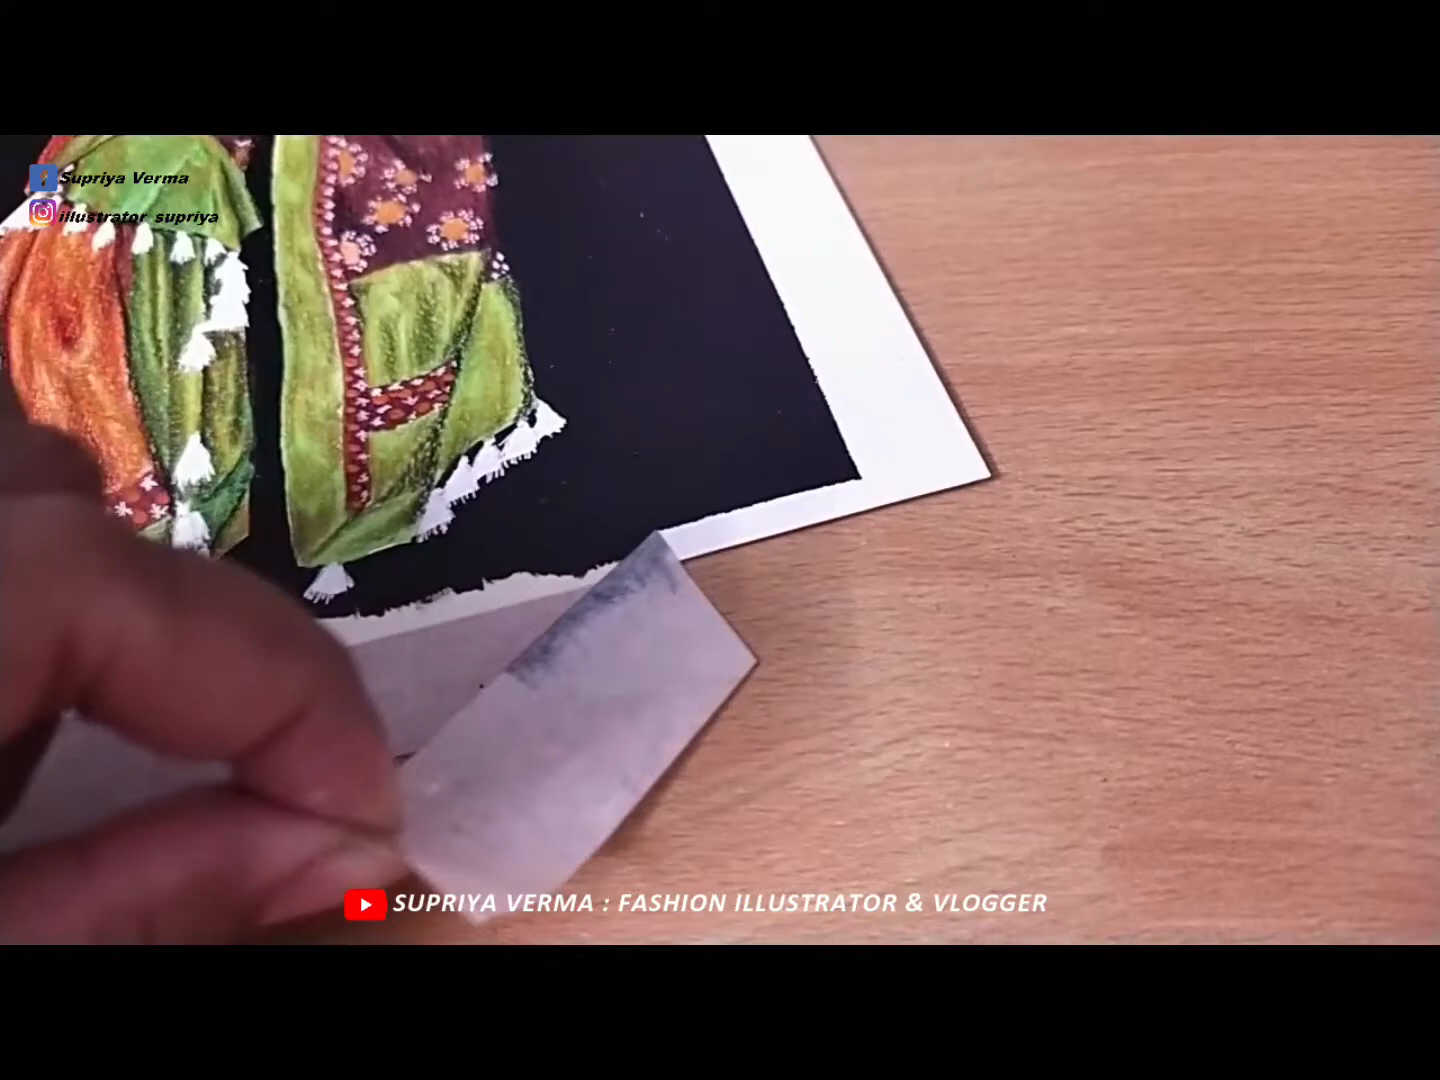 Supriya Verma
illustrator_supriya
SUPRIYA VERMA : FASHION ILLUSTRATOR & VLOGGER